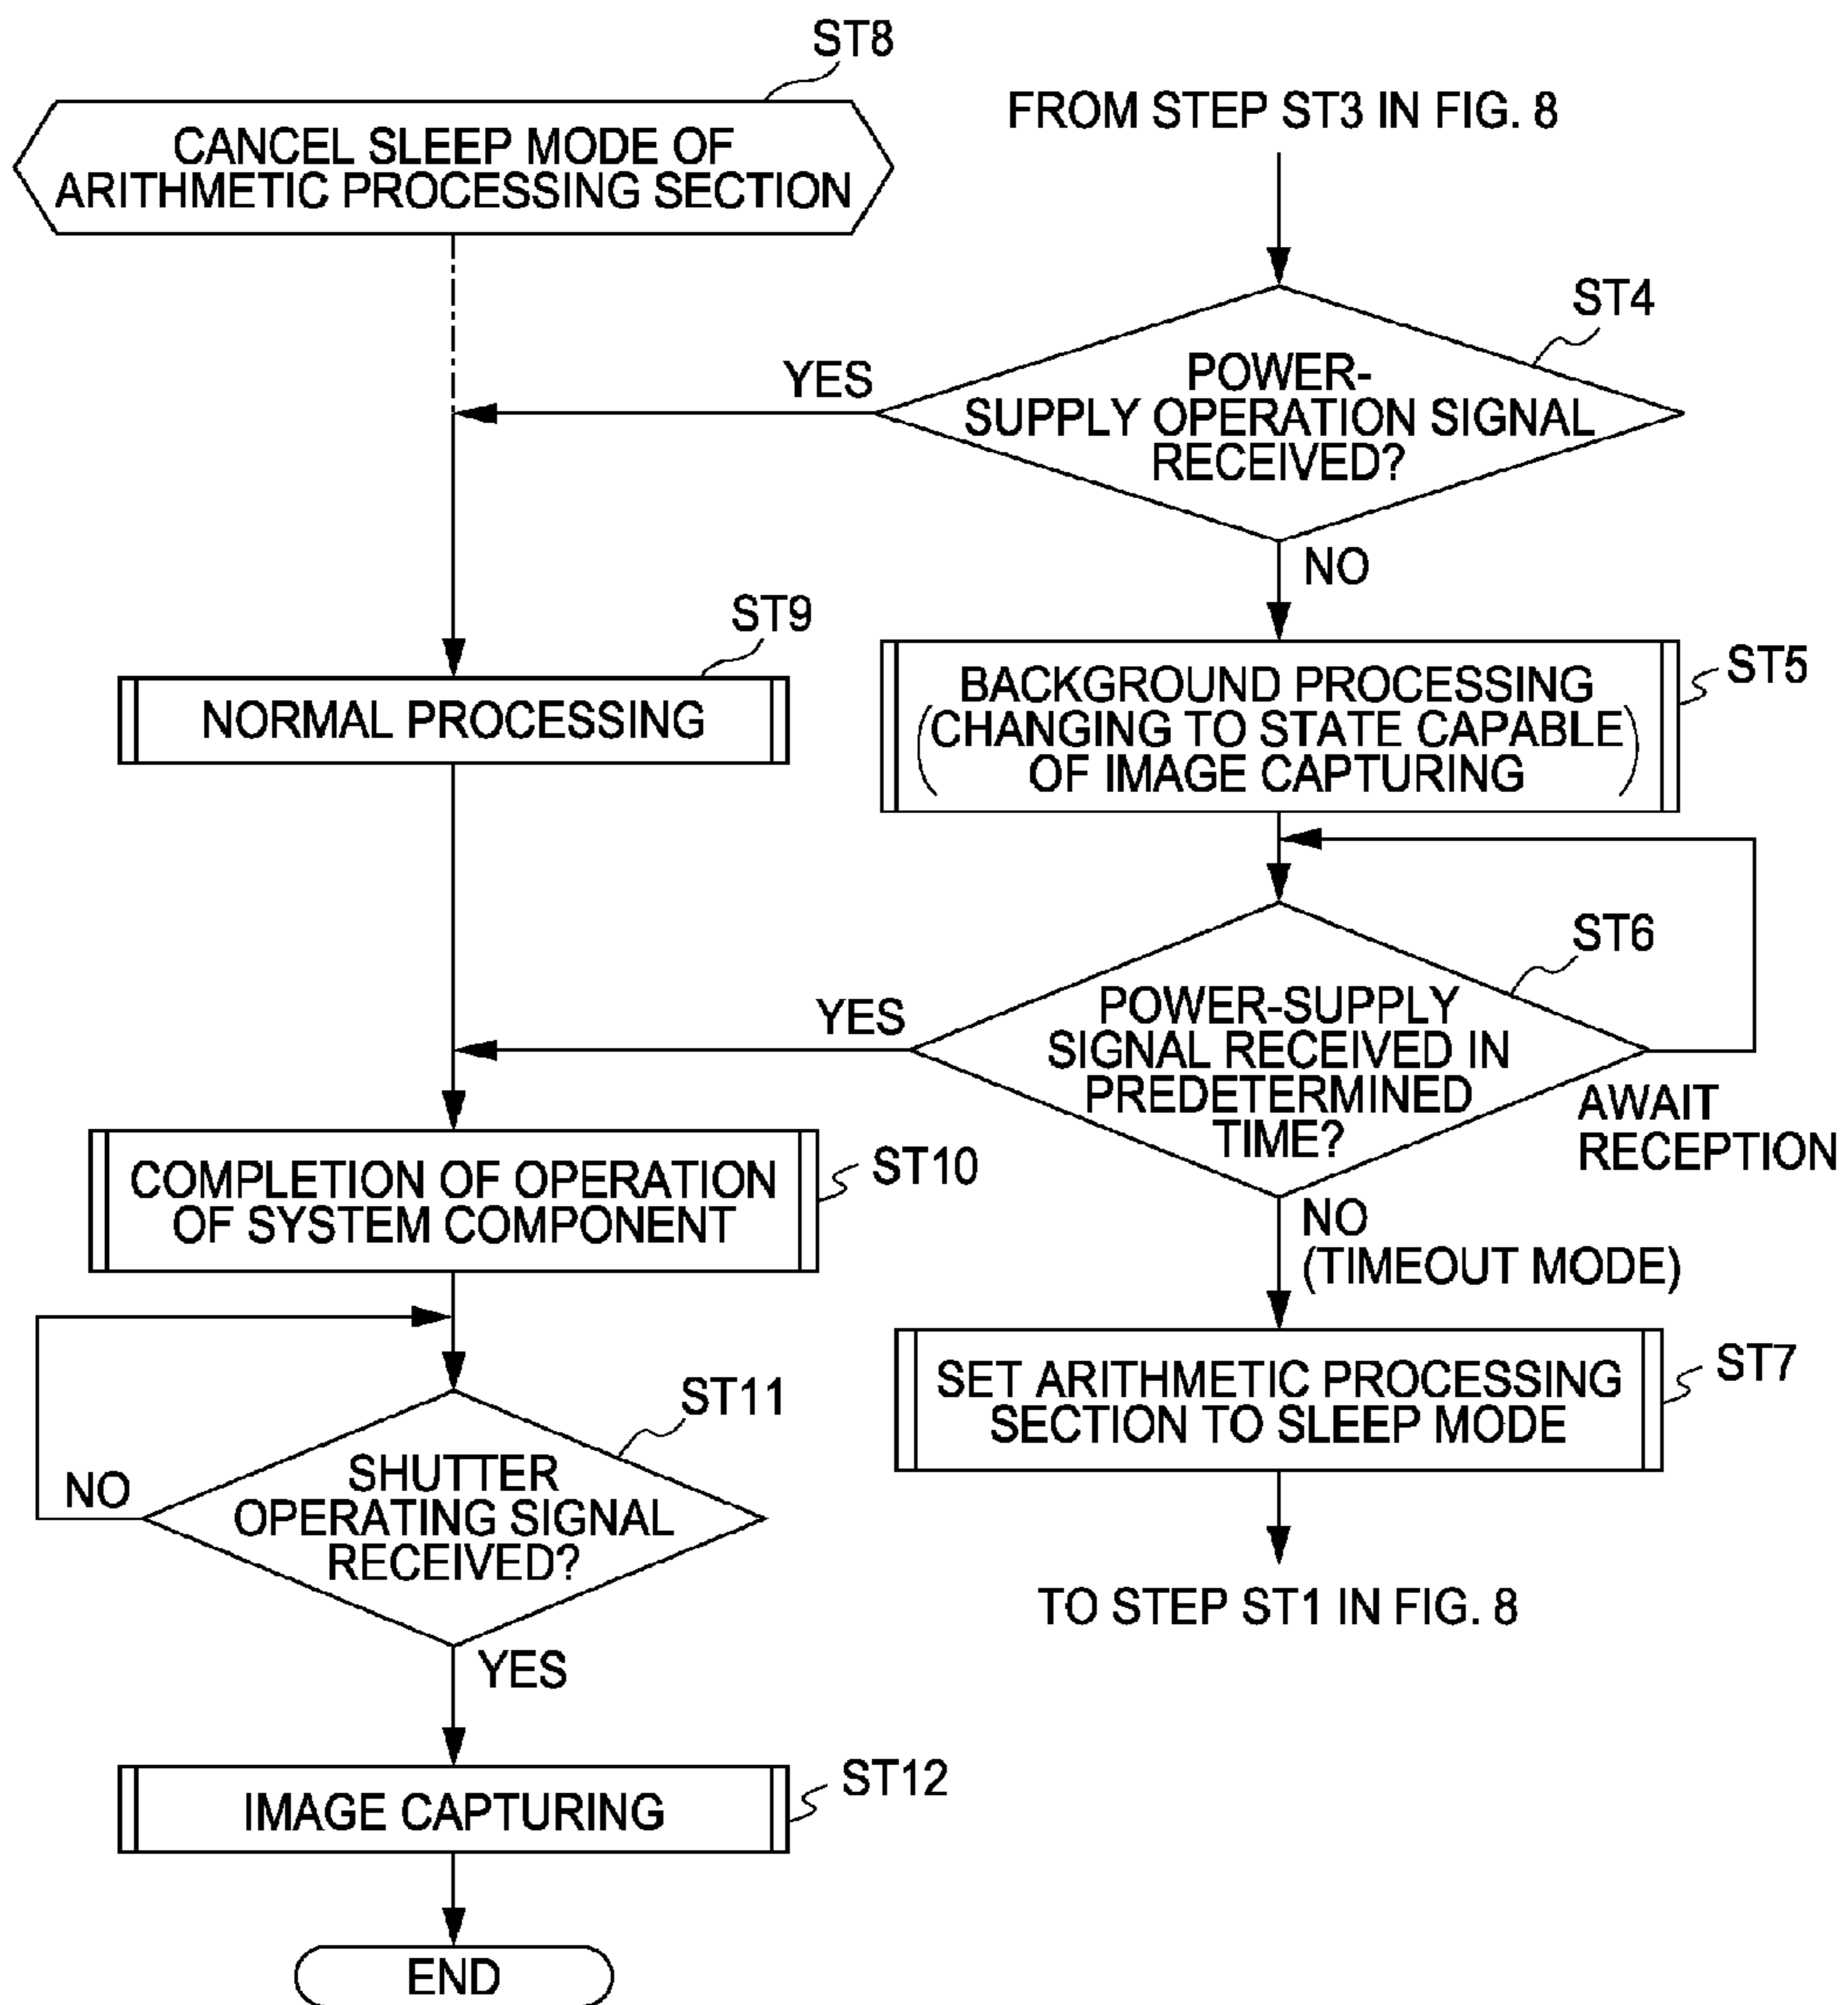 ST8
CANCEL SLEEP MODE OF
ARITHMETIC PROCESSING SECTION
FROM STEP ST3 IN FIG. 8
ST4
POWER-
SUPPLY OPERATION SIGNAL
RECEIVED?
YES
NO
ST9
NORMAL PROCESSING
ST5
BACKGROUND PROCESSING
(CHANGING TO STATE CAPABLE
OF IMAGE CAPTURING)
ST6
POWER-SUPPLY
SIGNAL RECEIVED IN
PREDETERMINED
TIME?
YES
AWAIT
RECEPTION
NO
(TIMEOUT MODE)
ST10
COMPLETION OF OPERATION
OF SYSTEM COMPONENT
ST7
SET ARITHMETIC PROCESSING
SECTION TO SLEEP MODE
TO STEP ST1 IN FIG. 8
ST11
SHUTTER
OPERATING SIGNAL
RECEIVED?
NO
YES
ST12
IMAGE CAPTURING
END